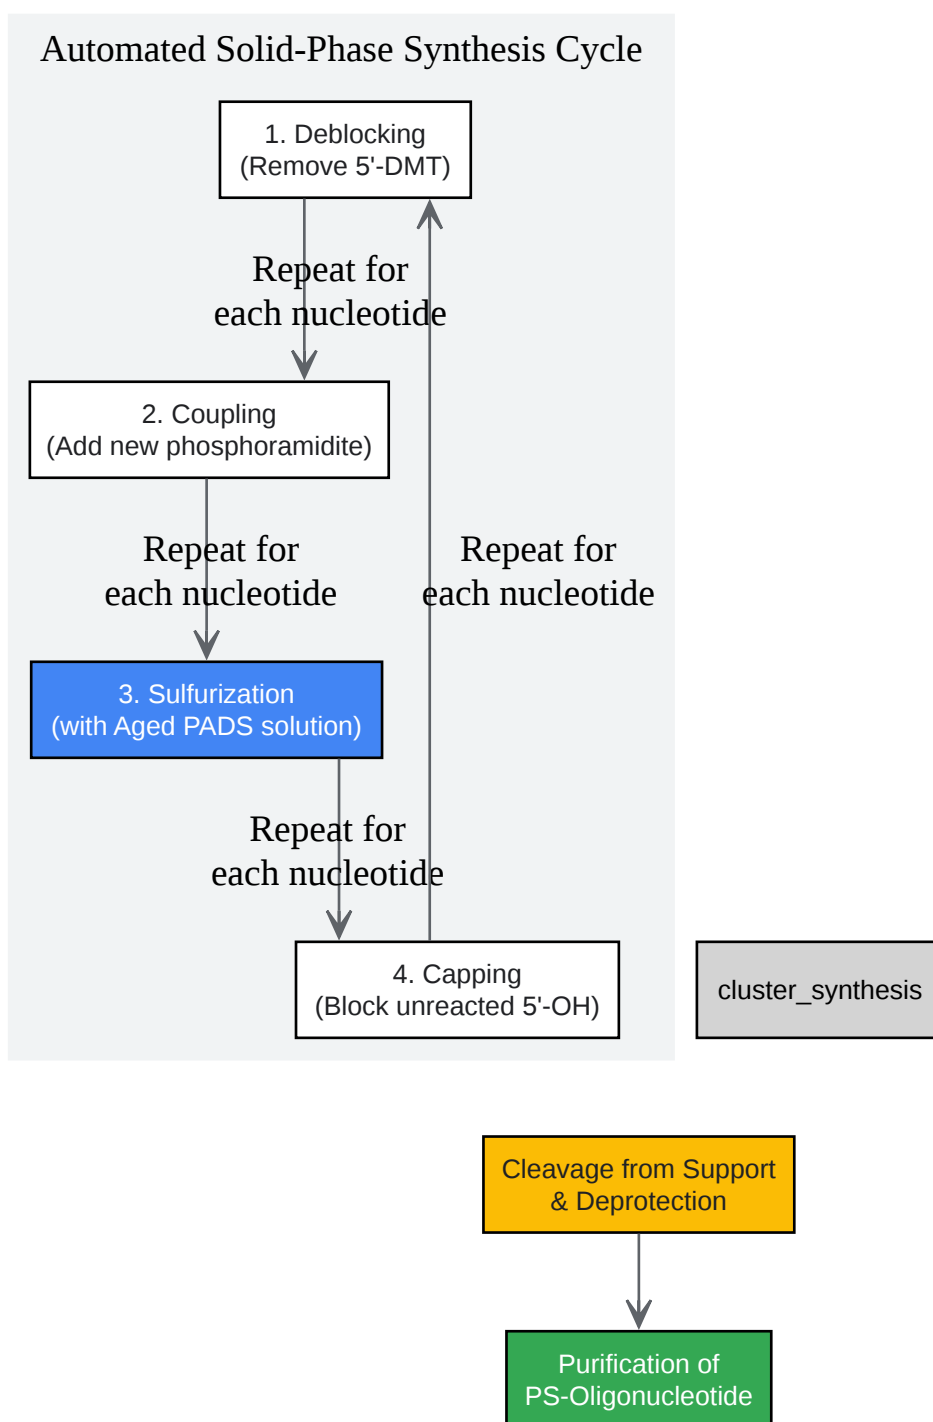 Automated Solid-Phase Synthesis Cycle
1. Deblocking
(Remove 5'-DMT)
Repeat for
each nucleotide
2. Coupling
(Add new phosphoramidite)
Repeat for
each nucleotide
Repeat for
each nucleotide
3. Sulfurization
(with Aged PADS solution)
Repeat for
each nucleotide
4. Capping
(Block unreacted 5'-OH)
cluster_synthesis
Cleavage from Support
& Deprotection
Purification of
PS-Oligonucleotide